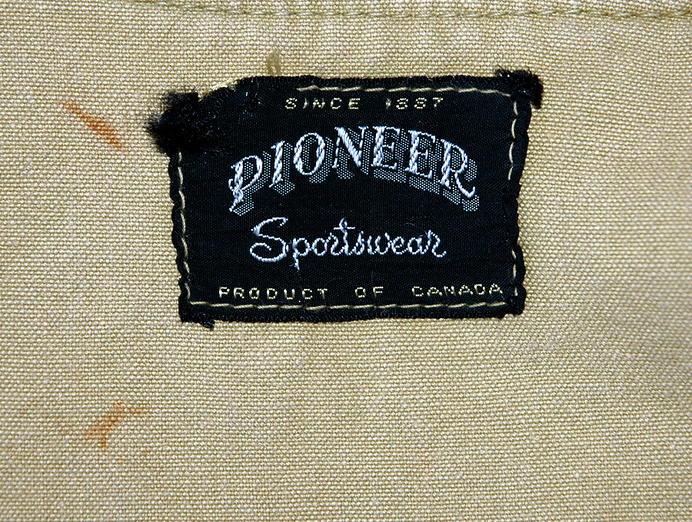 SINCE 1887
PIONEER
Sportswear
PRODUCT OF CANADA